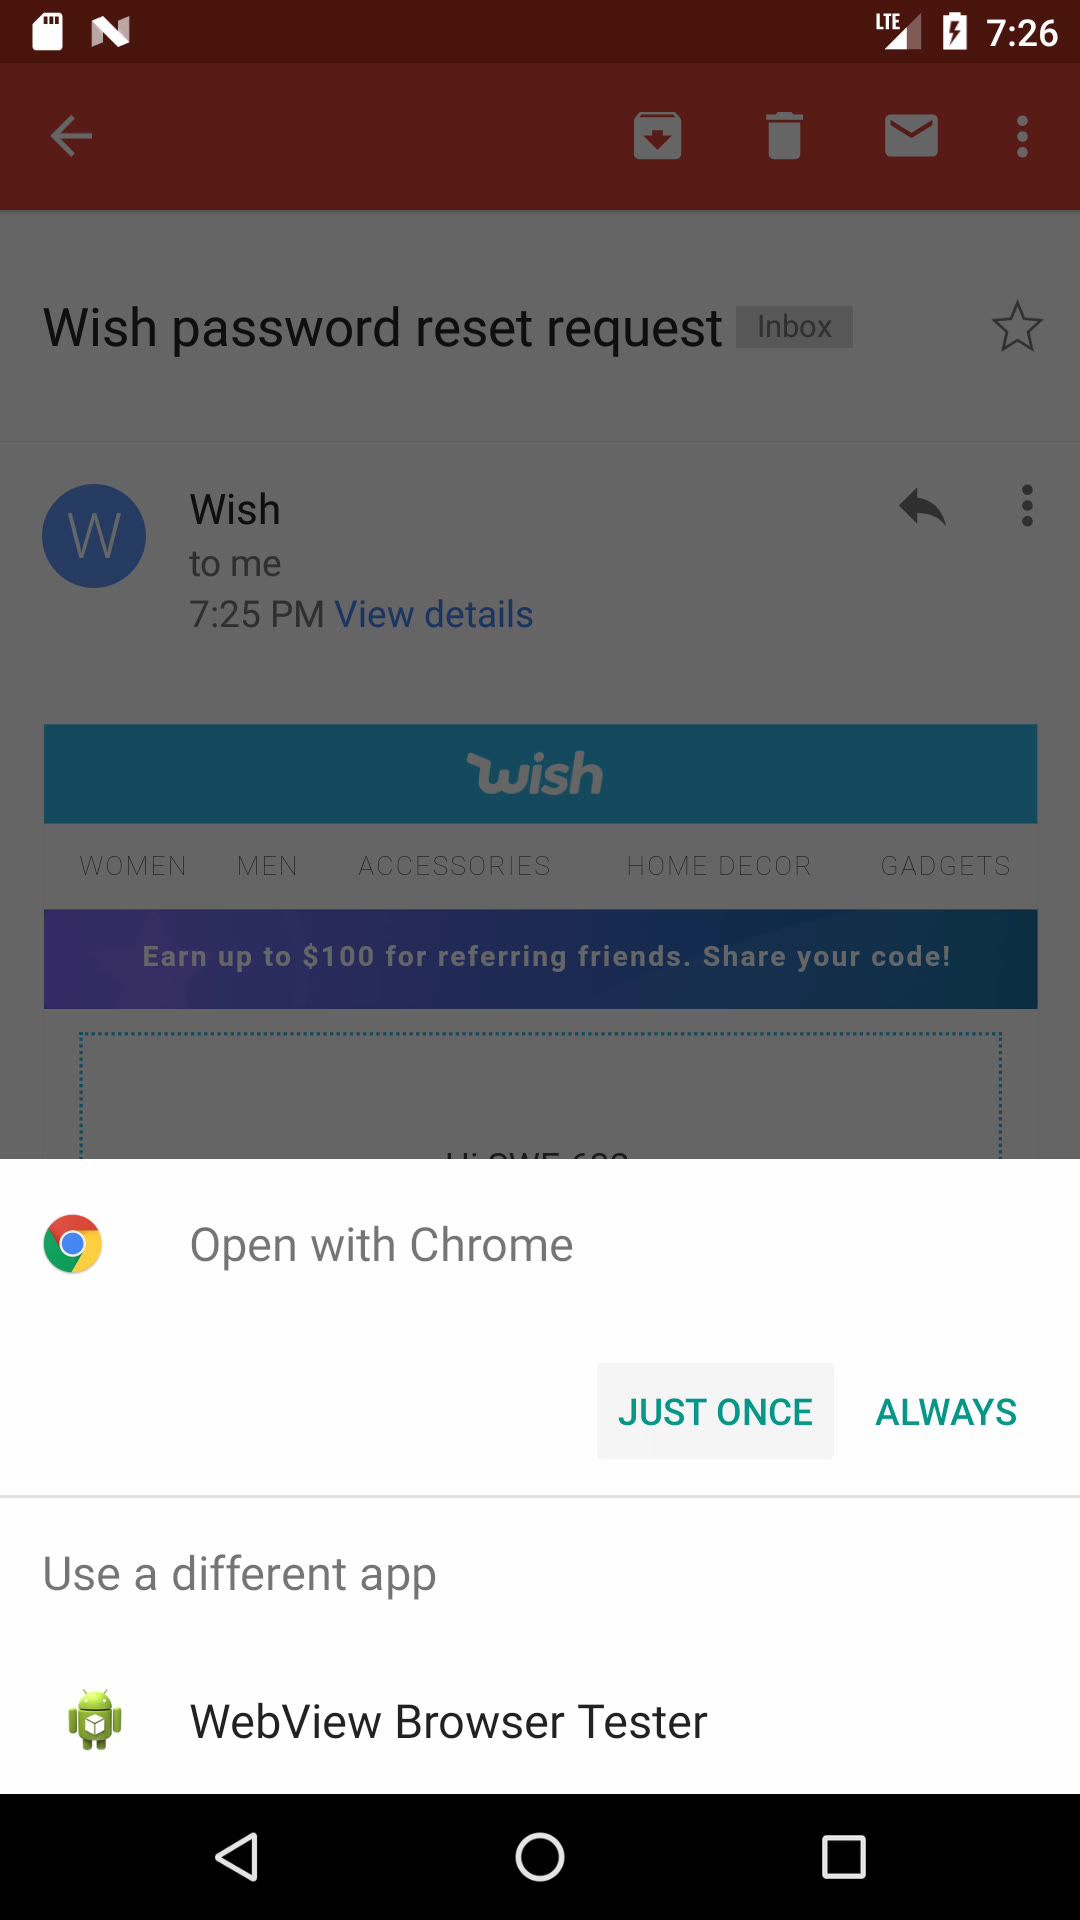 LTE 7:26
Wish password reset request Inbox
W
Wish
to me
7:25 PM View details
wish
WOMEN MEN ACCESSORIES HOME DECOR GADGETS
Earn up to $100 for referring friends. Share your code!
Open with Chrome
JUST ONCE ALWAYS
Use a different app
WebView Browser Tester